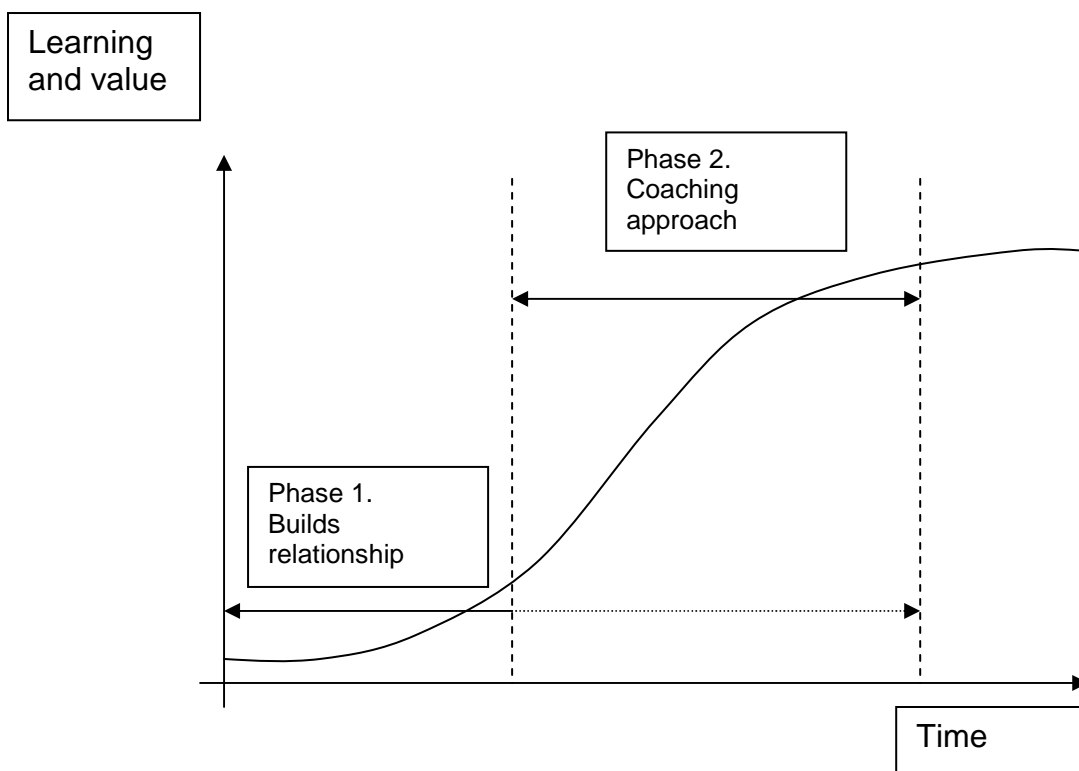 Learning
and value
Phase 2.
Coaching
approach
Phase 1.
Builds
relationship
Time